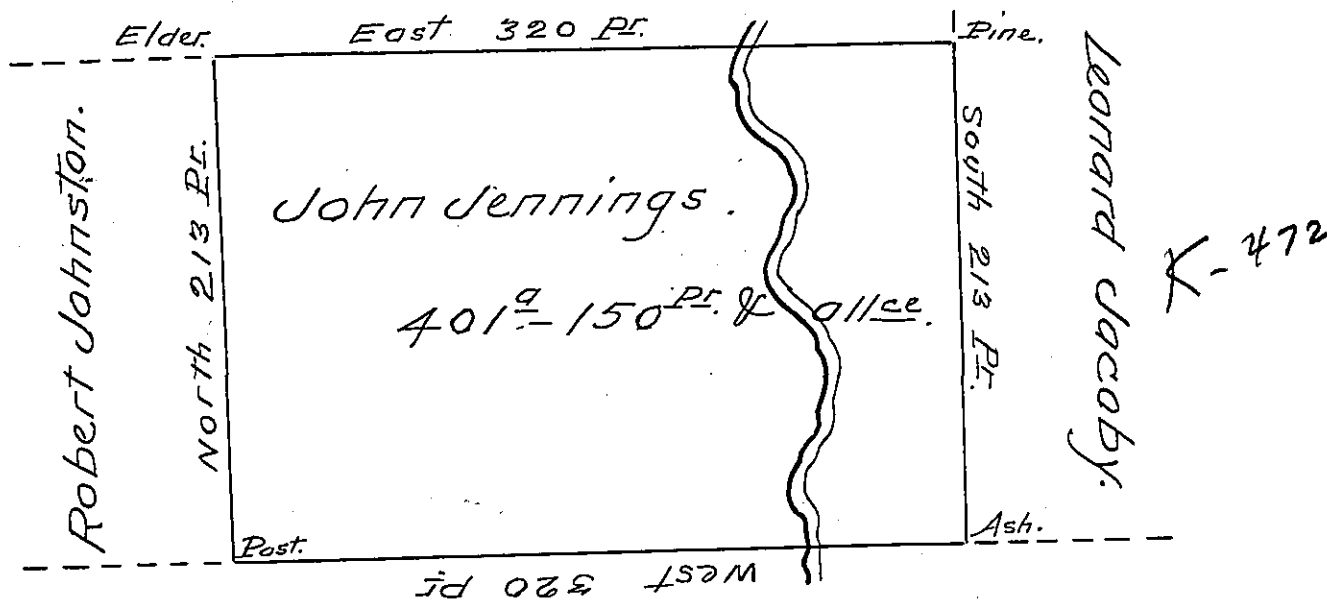 Elder. East 320 Pr. Pine.
Robert Johnston.
North 213 Pr.
John Jennings.
401a.-150Pr. & allce.
South 213 Pr.
Leonard Jacoby.
K-472
Post.
Ash.
West 320 Pr